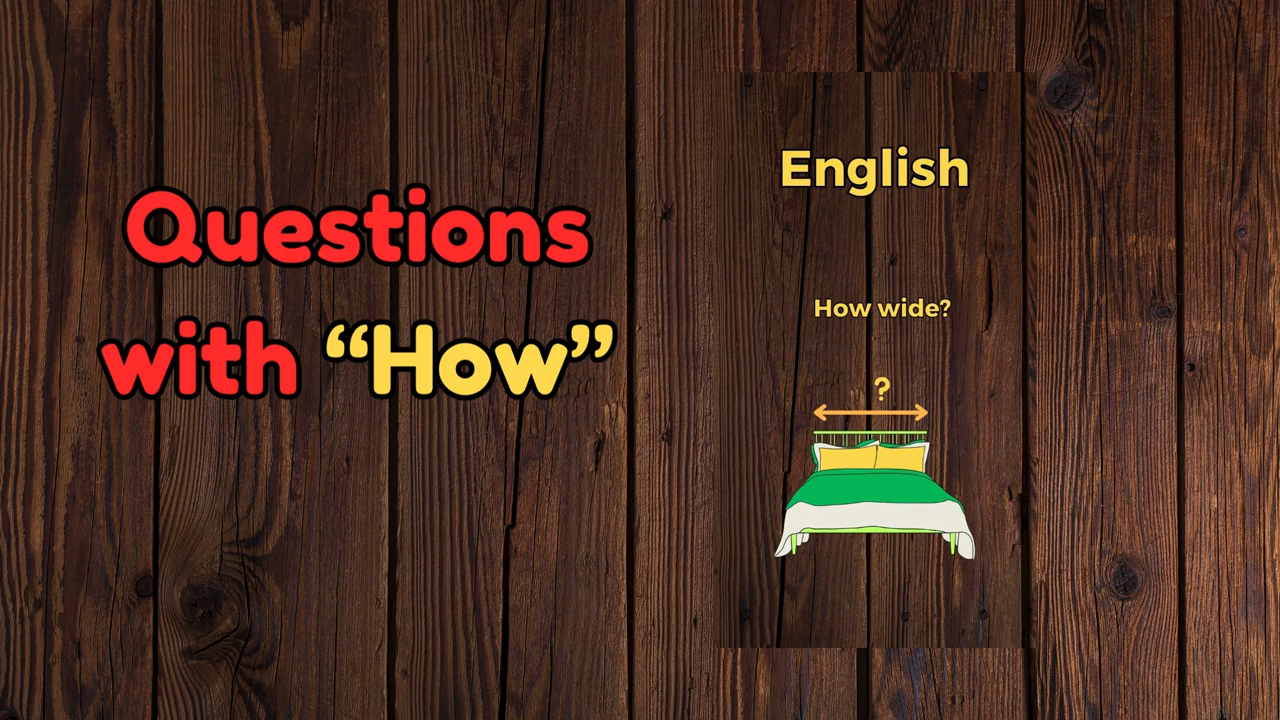 Questions
with “How”
English
How wide?
?